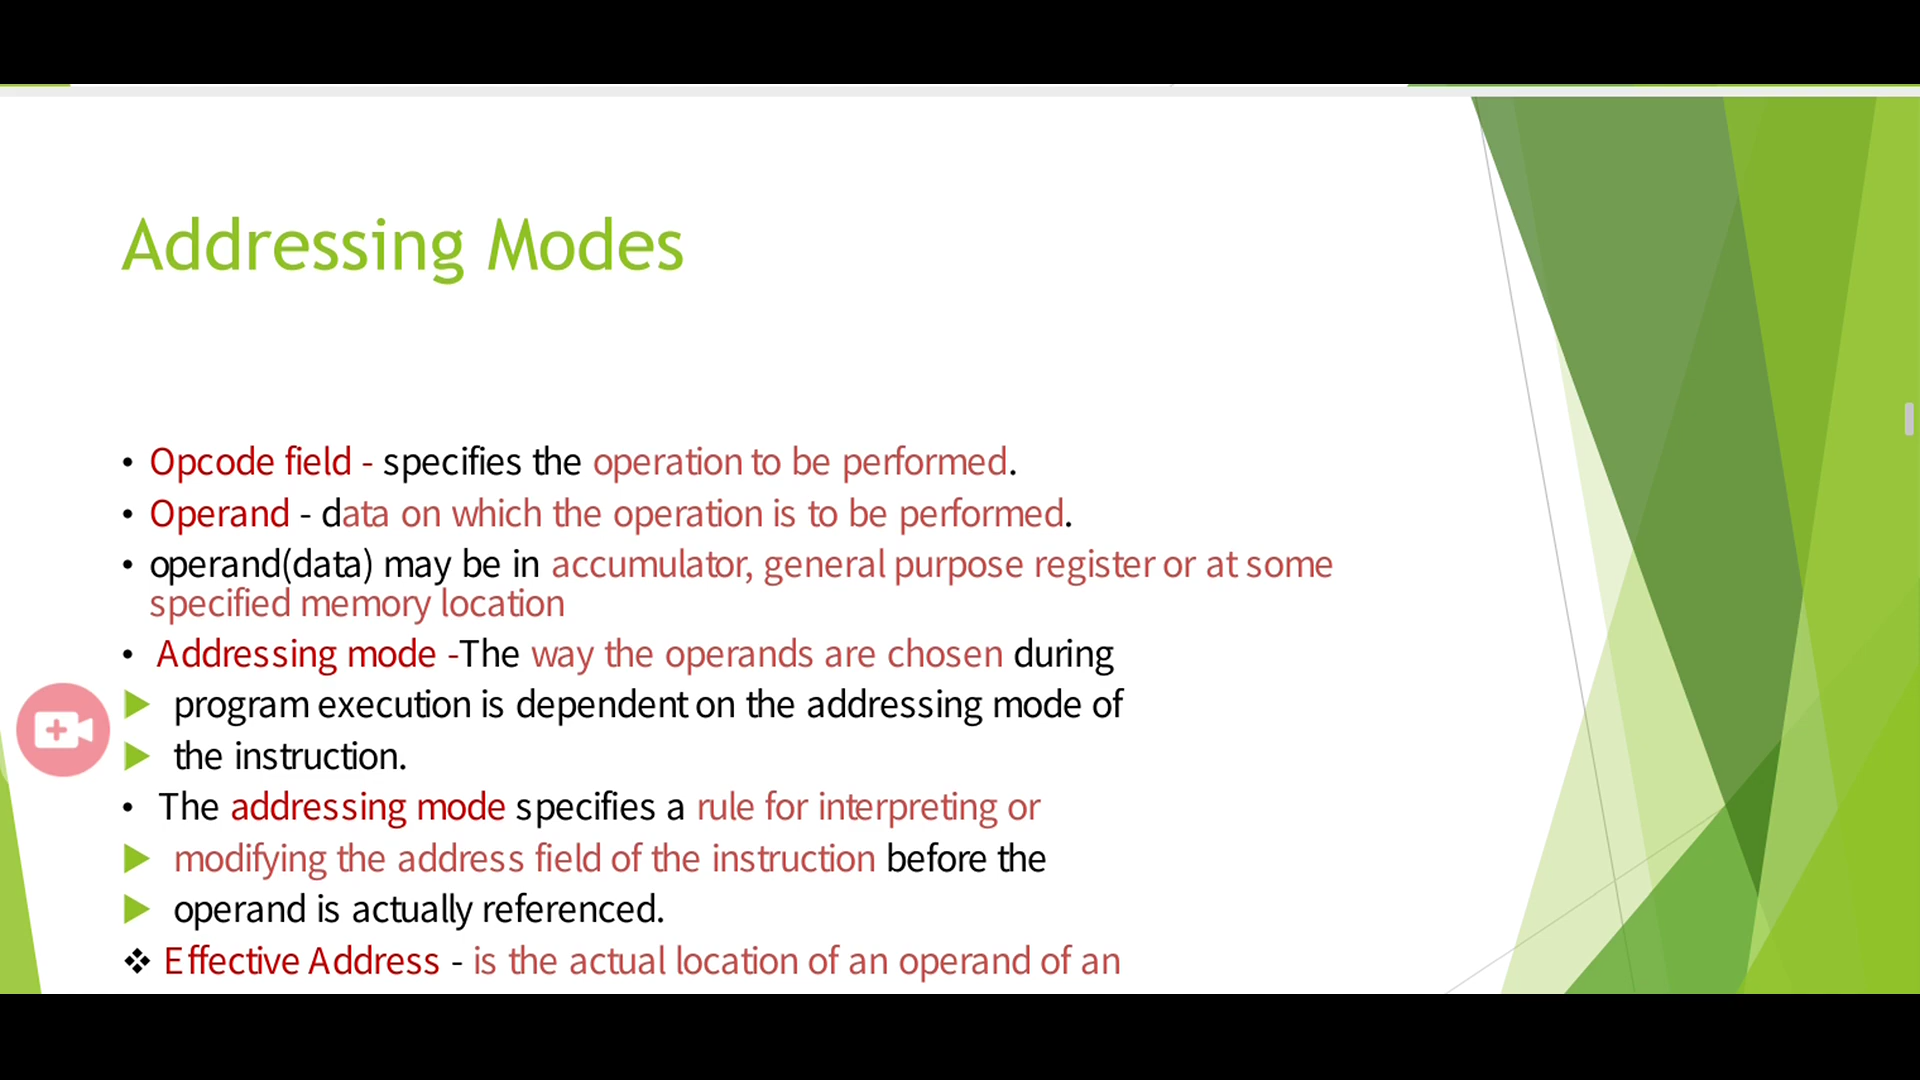 Addressing Modes
• Opcode field - specifies the operation to be performed.
• Operand - data on which the operation is to be performed.
• operand(data) may be in accumulator, general purpose register or at some
specified memory location
• Addressing mode -The way the operands are chosen during
program execution is dependent on the addressing mode of
the instruction.
• The addressing mode specifies a rule for interpreting or
modifying the address field of the instruction before the
operand is actually referenced.
❖ Effective Address - is the actual location of an operand of an